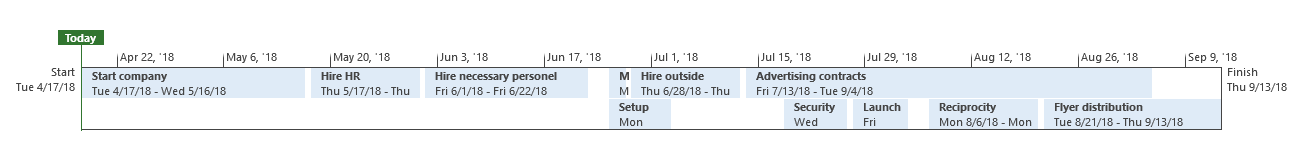 Today
Apr 22, '18 May 6, '18 May 20, '18 Jun 3, '18 Jun 17, '18 Jul 1, '18 Jul 15, '18 Jul 29, '18 Aug 12, '18 Aug 26, '18 Sep 9, '18
Start
Tue 4/17/18
Start company
Tue 4/17/18 - Wed 5/16/18
Hire HR
Thu 5/17/18 - Thu
Hire necessary personel
Fri 6/1/18 - Fri 6/22/18
M
M
Hire outside
Thu 6/28/18 - Thu
Advertising contracts
Fri 7/13/18 - Tue 9/4/18
Finish
Thu 9/13/18
Setup
Mon
Security
Wed
Launch
Fri
Reciprocity
Mon 8/6/18 - Mon
Flyer distribution
Tue 8/21/18 - Thu 9/13/18